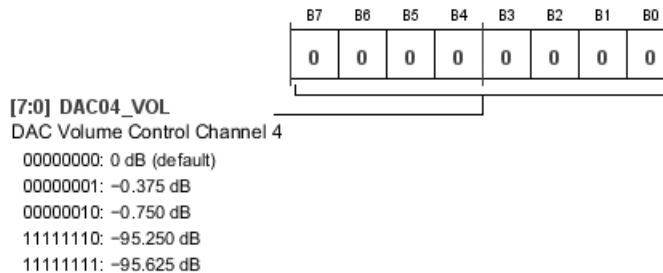 B7 B6 B5 B4 B3 B2 B1 B0
0 0 0 0 0 0 0 0
[7:0] DAC04_VOL
DAC Volume Control Channel 4
00000000: 0 dB (default)
00000001: −0.375 dB
00000010: −0.750 dB
11111110: −95.250 dB
11111111: −95.625 dB